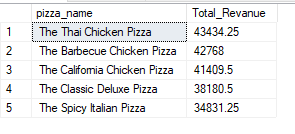 pizza_name Total_Revanue
1 The Thai Chicken Pizza 43434.25
2 The Barbecue Chicken Pizza 42768
3 The California Chicken Pizza 41409.5
4 The Classic Deluxe Pizza 38180.5
5 The Spicy Italian Pizza 34831.25